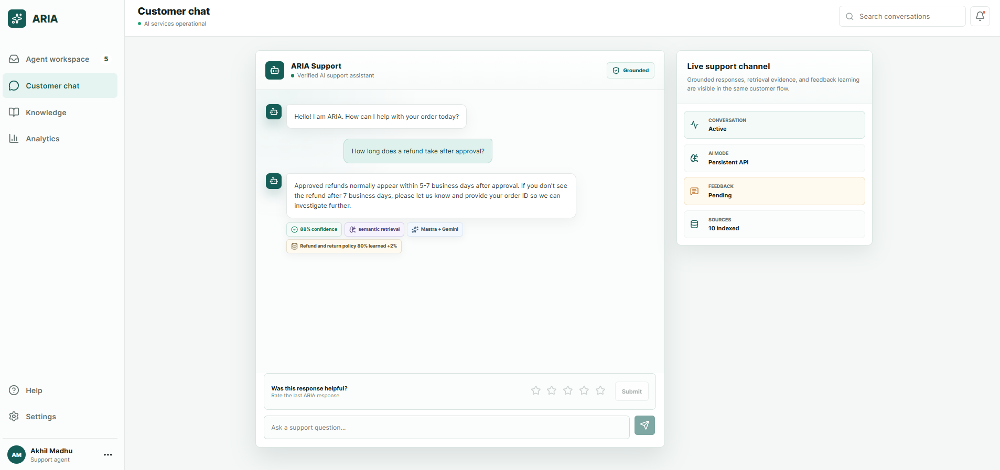 ARIA
Agent workspace 5
Customer chat
Knowledge
Analytics
Help
Settings
AM
Akhil Madhu
Support agent
Customer chat
AI services operational
Search conversations
ARIA Support
Verified AI support assistant
Grounded
Hello! I am ARIA. How can I help with your order today?
How long does a refund take after approval?
Approved refunds normally appear within 5-7 business days after approval. If you don't see
the refund after 7 business days, please let us know and provide your order ID so we can
investigate further.
88% confidence
semantic retrieval
Mastra + Gemini
Refund and return policy 80% learned +2%
Was this response helpful?
Rate the last ARIA response.
Submit
Ask a support question...
Live support channel
Grounded responses, retrieval evidence, and feedback learning
are visible in the same customer flow.
CONVERSATION
Active
AI MODE
Persistent API
FEEDBACK
Pending
SOURCES
10 indexed